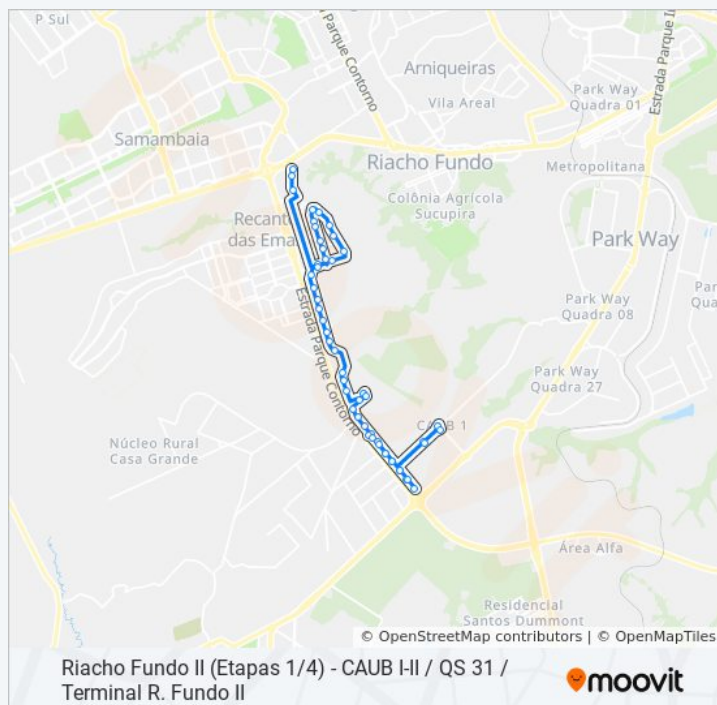 P Sul
Estrada Parque Contorno
Arniqueiras
Vila Areal
Park Way
Quadra 01
Estrada Parque I
Samambaia
Riacho Fundo
Metropolitana
Colônia Agrícola
Sucupira
Recant
das Ema
Park Way
Par
Q
Estrada Parque Contorno
Park Way
Quadra 08
Park Way
Quadra 27
CAUB 1
Núcleo Rural
Casa Grande
Área Alfa
Residencial
Santos Dummont
© OpenStreetMap contributors | © OpenMapTiles
Riacho Fundo II (Etapas 1/4) - CAUB I-II / QS 31 /
Terminal R. Fundo II
moovit